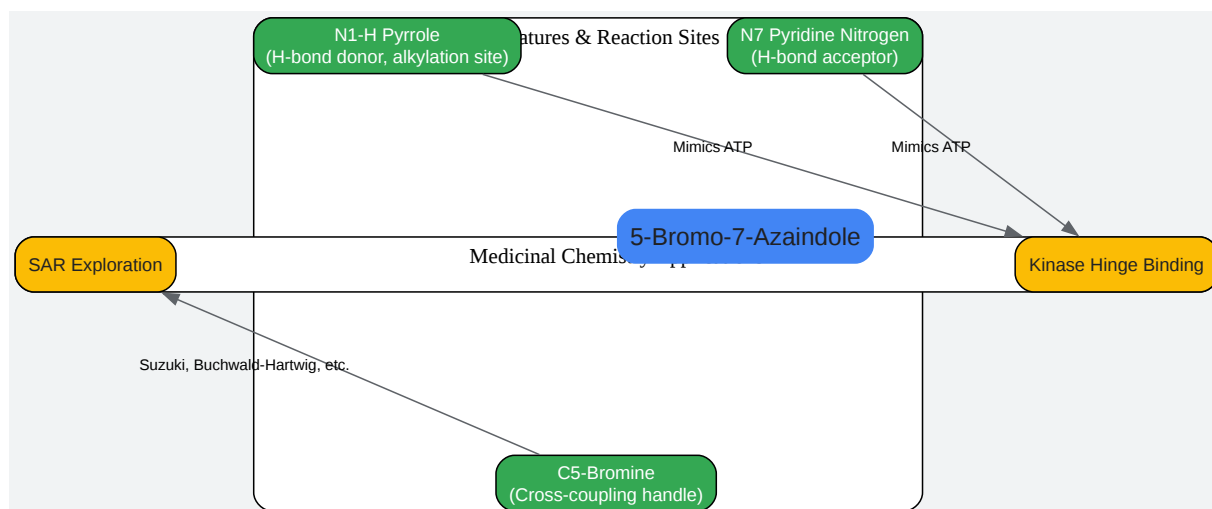 N1-H Pyrrole
(H-bond donor, alkylation site)
atures & Reaction Sites
N7 Pyridine Nitrogen
(H-bond acceptor)
Mimics ATP
Mimics ATP
5-Bromo-7-Azaindole
SAR Exploration
Medicinal Chemistry
Kinase Hinge Binding
Suzuki, Buchwald-Hartwig, etc.
C5-Bromine
(Cross-coupling handle)